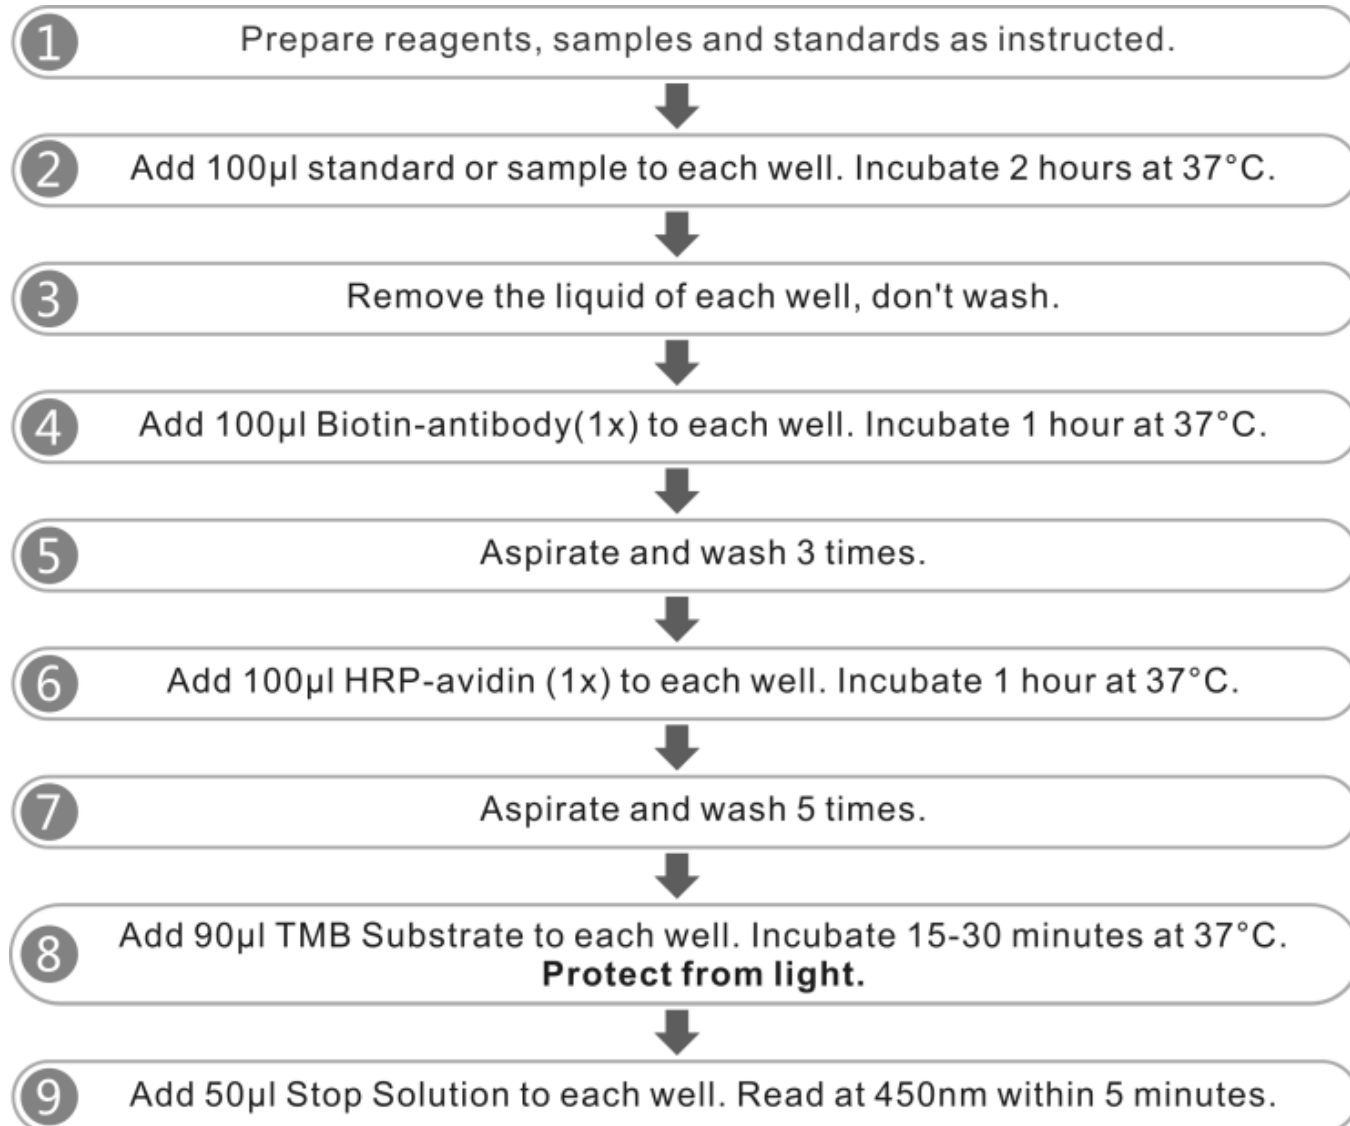 1 Prepare reagents, samples and standards as instructed.
2 Add 100µl standard or sample to each well. Incubate 2 hours at 37°C.
3 Remove the liquid of each well, don't wash.
4 Add 100µl Biotin-antibody(1x) to each well. Incubate 1 hour at 37°C.
5 Aspirate and wash 3 times.
6 Add 100µl HRP-avidin (1x) to each well. Incubate 1 hour at 37°C.
7 Aspirate and wash 5 times.
8 Add 90µl TMB Substrate to each well. Incubate 15-30 minutes at 37°C.
Protect from light.
9 Add 50µl Stop Solution to each well. Read at 450nm within 5 minutes.